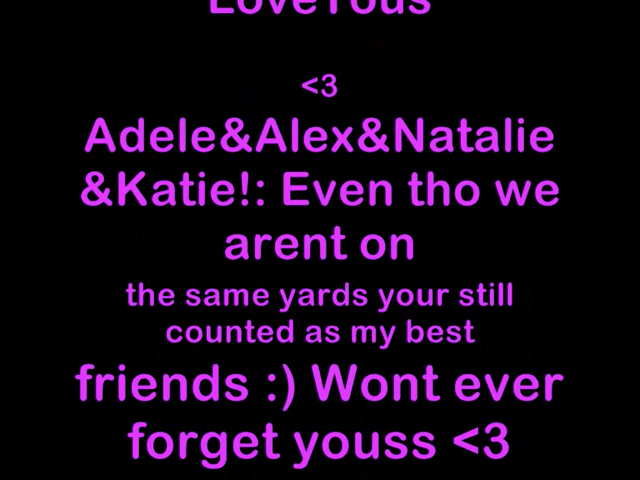 LoveYous
<3
Adele&Alex&Natalie
&Katie!: Even tho we
arent on
the same yards your still
counted as my best
friends :) Wont ever
forget youss <3